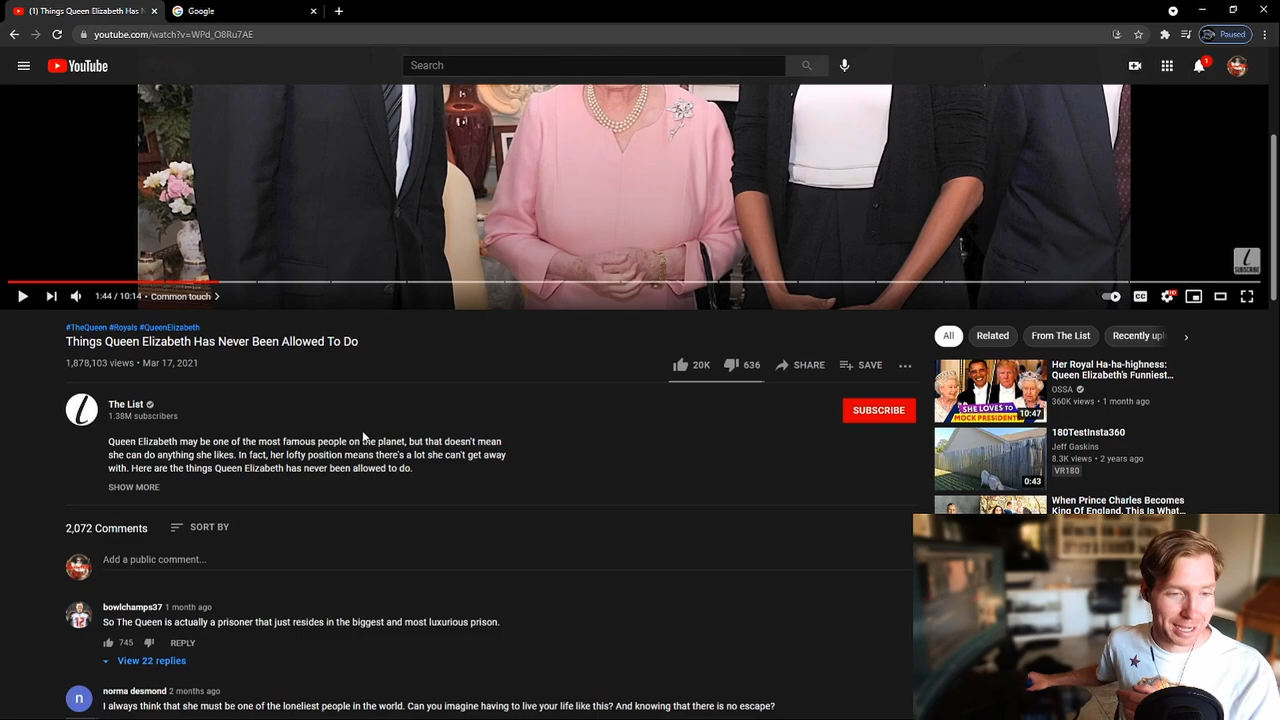 (1) Things Queen Elizabeth Has N
Google
youtube.com/watch?v=WPd_O8Ru7AE
Paused
YouTube
Search
1
SUBSCRIBE
1:44 / 10:14 • Common touch
CC
HD
#TheQueen #Royals #QueenElizabeth
Things Queen Elizabeth Has Never Been Allowed To Do
1,878,103 views • Mar 17, 2021
20K
636
SHARE
SAVE
The List
1.38M subscribers
SUBSCRIBE
Queen Elizabeth may be one of the most famous people on the planet, but that doesn't mean
she can do anything she likes. In fact, her lofty position means there's a lot she can't get away
with. Here are the things Queen Elizabeth has never been allowed to do.
SHOW MORE
2,072 Comments
SORT BY
Add a public comment...
bowlchamps37 1 month ago
So The Queen is actually a prisoner that just resides in the biggest and most luxurious prison.
745
REPLY
View 22 replies
n
norma desmond 2 months ago
I always think that she must be one of the loneliest people in the world. Can you imagine having to live your life like this? And knowing that there is no escape?
All
Related
From The List
Recently upl
SHE LOVES TO
MOCK PRESIDENT
10:47
Her Royal Ha-ha-highness:
Queen Elizabeth's Funniest...
OSSA
360K views • 1 month ago
0:43
180TestInsta360
Jeff Gaskins
8.3K views • 2 years ago
VR180
When Prince Charles Becomes
King Of England, This Is What...